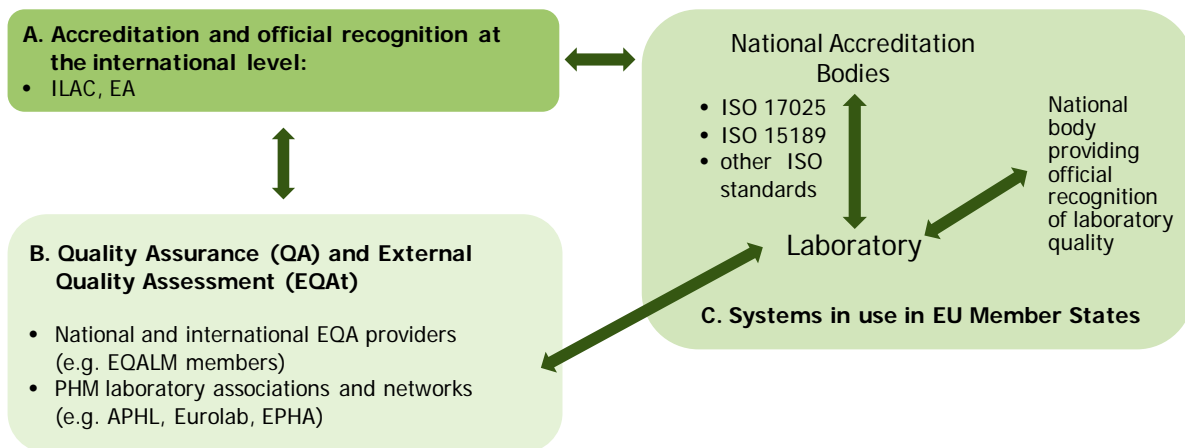 A. Accreditation and official recognition at
the international level:
• ILAC, EA
B. Quality Assurance (QA) and External
Quality Assessment (EQAt)
• National and international EQA providers
(e.g. EQALM members)
• PHM laboratory associations and networks
(e.g. APHL, Eurolab, EPHA)
National Accreditation
Bodies
• ISO 17025
• ISO 15189
• other ISO
standards
National
body
providing
official
recognition
of laboratory
quality
Laboratory
C. Systems in use in EU Member States